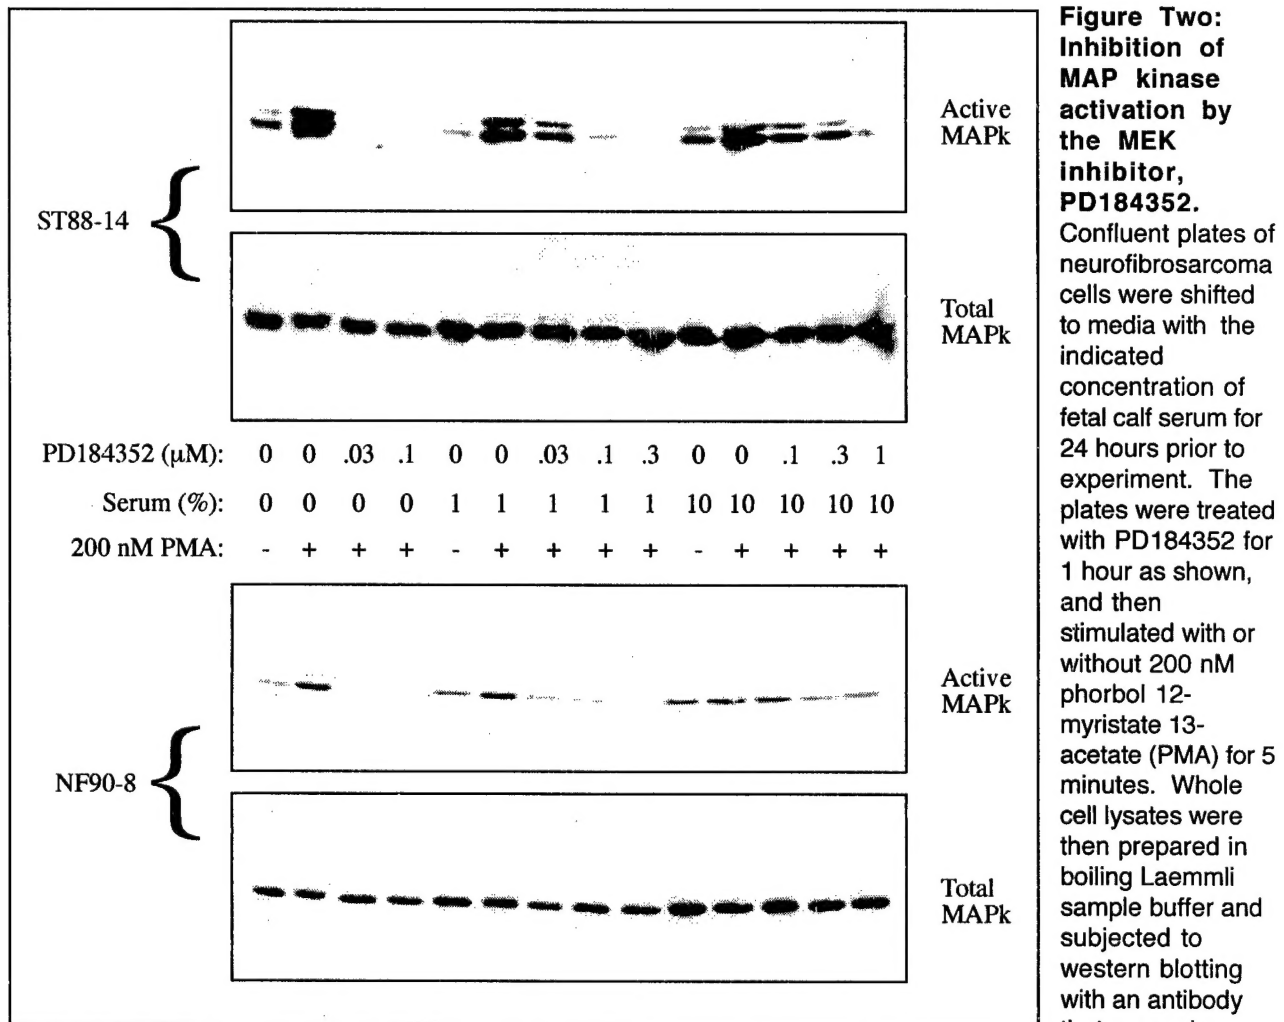 Active
MAPk
ST88-14
Total
MAPk
PD184352 (µM): 0 0 .03 .1 0 0 .03 .1 .3 0 0 .1 .3 1
Serum (%): 0 0 0 0 1 1 1 1 1 10 10 10 10 10
200 nM PMA: - + + + - + + + + - + + + +
Active
MAPk
NF90-8
Total
MAPk
Figure Two:
Inhibition of
MAP kinase
activation by
the MEK
inhibitor,
PD184352.
Confluent plates of
neurofibrosarcoma
cells were shifted
to media with the
indicated
concentration of
fetal calf serum for
24 hours prior to
experiment. The
plates were treated
with PD184352 for
1 hour as shown,
and then
stimulated with or
without 200 nM
phorbol 12-
myristate 13-
acetate (PMA) for 5
minutes. Whole
cell lysates were
then prepared in
boiling Laemmli
sample buffer and
subjected to
western blotting
with an antibody